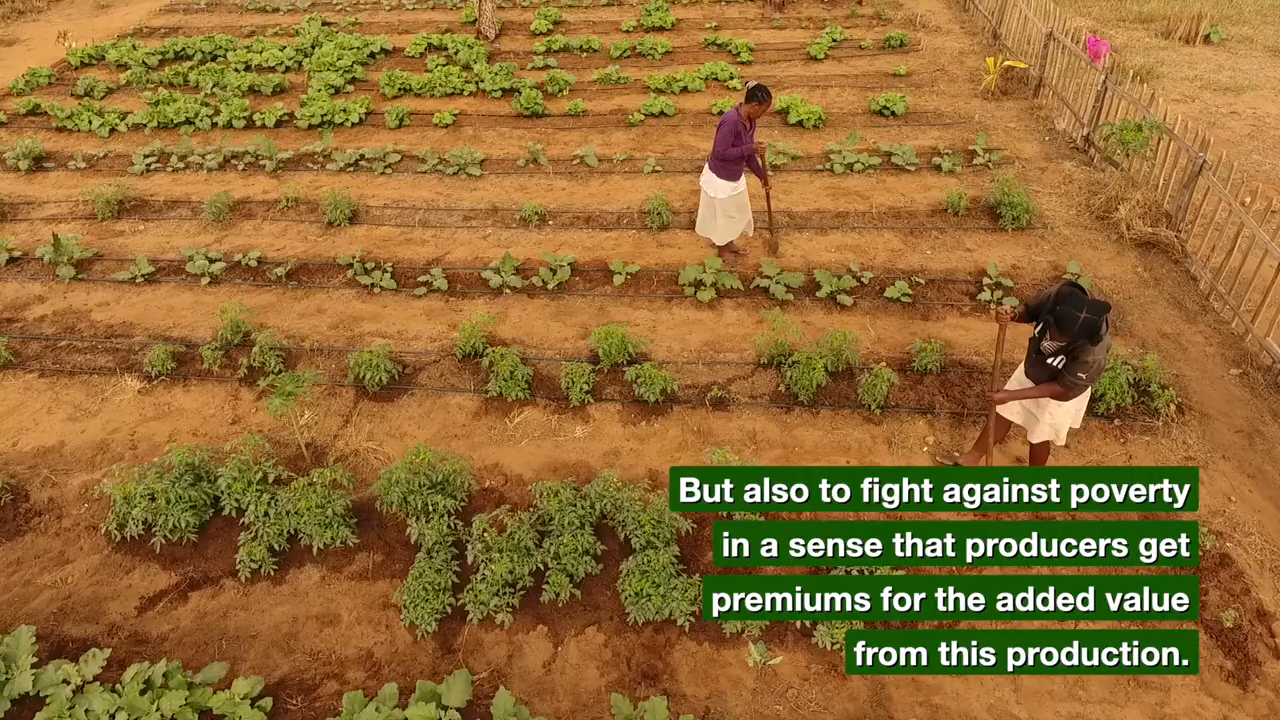 But also to fight against poverty
in a sense that producers get
premiums for the added value
from this production.